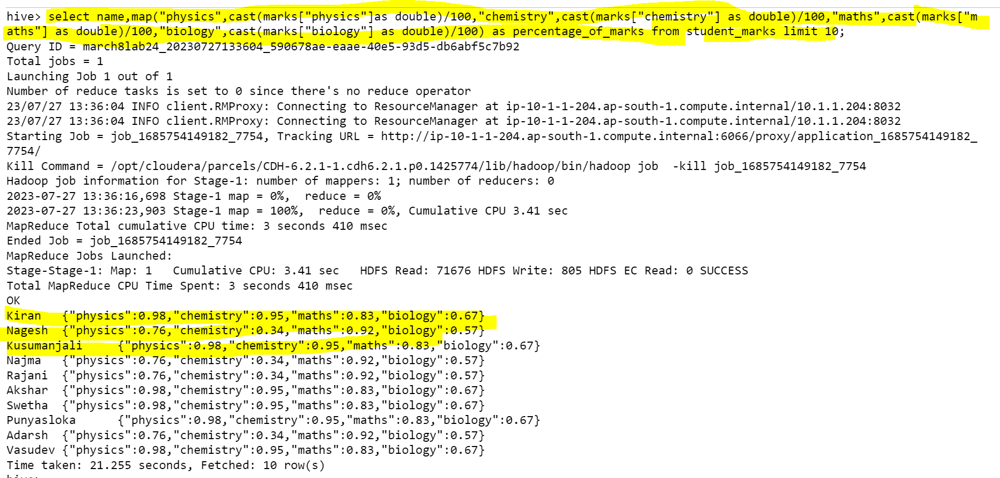 hive> select name,map("physics",cast(marks["physics"]as double)/100,"chemistry",cast(marks["chemistry"] as double)/100,"maths",cast(marks["m
aths"] as double)/100,"biology",cast(marks["biology"] as double)/100) as percentage_of_marks from student_marks limit 10;
Query ID = march8lab24_20230727133604_590678ae-eaae-40e5-93d5-db6abf5c7b92
Total jobs = 1
Launching Job 1 out of 1
Number of reduce tasks is set to 0 since there's no reduce operator
23/07/27 13:36:04 INFO client.RMProxy: Connecting to ResourceManager at ip-10-1-1-204.ap-south-1.compute.internal/10.1.1.204:8032
23/07/27 13:36:04 INFO client.RMProxy: Connecting to ResourceManager at ip-10-1-1-204.ap-south-1.compute.internal/10.1.1.204:8032
Starting Job = job_1685754149182_7754, Tracking URL = http://ip-10-1-1-204.ap-south-1.compute.internal:6066/proxy/application_1685754149182_
7754/
Kill Command = /opt/cloudera/parcels/CDH-6.2.1-1.cdh6.2.1.p0.1425774/lib/hadoop/bin/hadoop job  -kill job_1685754149182_7754
Hadoop job information for Stage-1: number of mappers: 1; number of reducers: 0
2023-07-27 13:36:16,698 Stage-1 map = 0%,  reduce = 0%
2023-07-27 13:36:23,903 Stage-1 map = 100%,  reduce = 0%, Cumulative CPU 3.41 sec
MapReduce Total cumulative CPU time: 3 seconds 410 msec
Ended Job = job_1685754149182_7754
MapReduce Jobs Launched:
Stage-Stage-1: Map: 1   Cumulative CPU: 3.41 sec   HDFS Read: 71676 HDFS Write: 805 HDFS EC Read: 0 SUCCESS
Total MapReduce CPU Time Spent: 3 seconds 410 msec
OK
Kiran   {"physics":0.98,"chemistry":0.95,"maths":0.83,"biology":0.67}
Nagesh  {"physics":0.76,"chemistry":0.34,"maths":0.92,"biology":0.57}
Kusumanjali     {"physics":0.98,"chemistry":0.95,"maths":0.83,"biology":0.67}
Najma   {"physics":0.76,"chemistry":0.34,"maths":0.92,"biology":0.57}
Rajani  {"physics":0.76,"chemistry":0.34,"maths":0.92,"biology":0.57}
Akshar  {"physics":0.98,"chemistry":0.95,"maths":0.83,"biology":0.67}
Swetha  {"physics":0.98,"chemistry":0.95,"maths":0.83,"biology":0.67}
Punyasloka      {"physics":0.98,"chemistry":0.95,"maths":0.83,"biology":0.67}
Adarsh  {"physics":0.76,"chemistry":0.34,"maths":0.92,"biology":0.57}
Vasudev {"physics":0.98,"chemistry":0.95,"maths":0.83,"biology":0.67}
Time taken: 21.255 seconds, Fetched: 10 row(s)
hive>